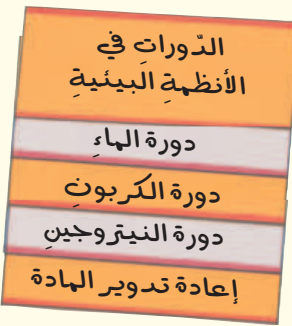 الدّوراتِ في
الأنظمةِ البيئيةِ
دورة الماءِ
دورة الكربونِ
دورة النيتروجينِ
إعادة تدوير المادة